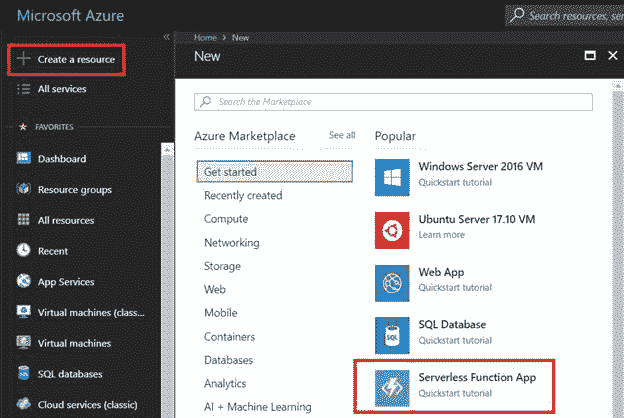 Microsoft Azure
Search resources, ser
Create a resource
All services
FAVORITES
Dashboard
Resource groups
All resources
Recent
App Services
Virtual machines (class...
Virtual machines
SQL databases
Cloud services (classic)
Home > New
New
Search the Marketplace
Azure Marketplace
See all
Popular
Get started
Recently created
Compute
Networking
Storage
Web
Mobile
Containers
Databases
Analytics
AI + Machine Learning
Windows Server 2016 VM
Quickstart tutorial
Ubuntu Server 17.10 VM
Learn more
Web App
Quickstart tutorial
SQL Database
Quickstart tutorial
Serverless Function App
Quickstart tutorial